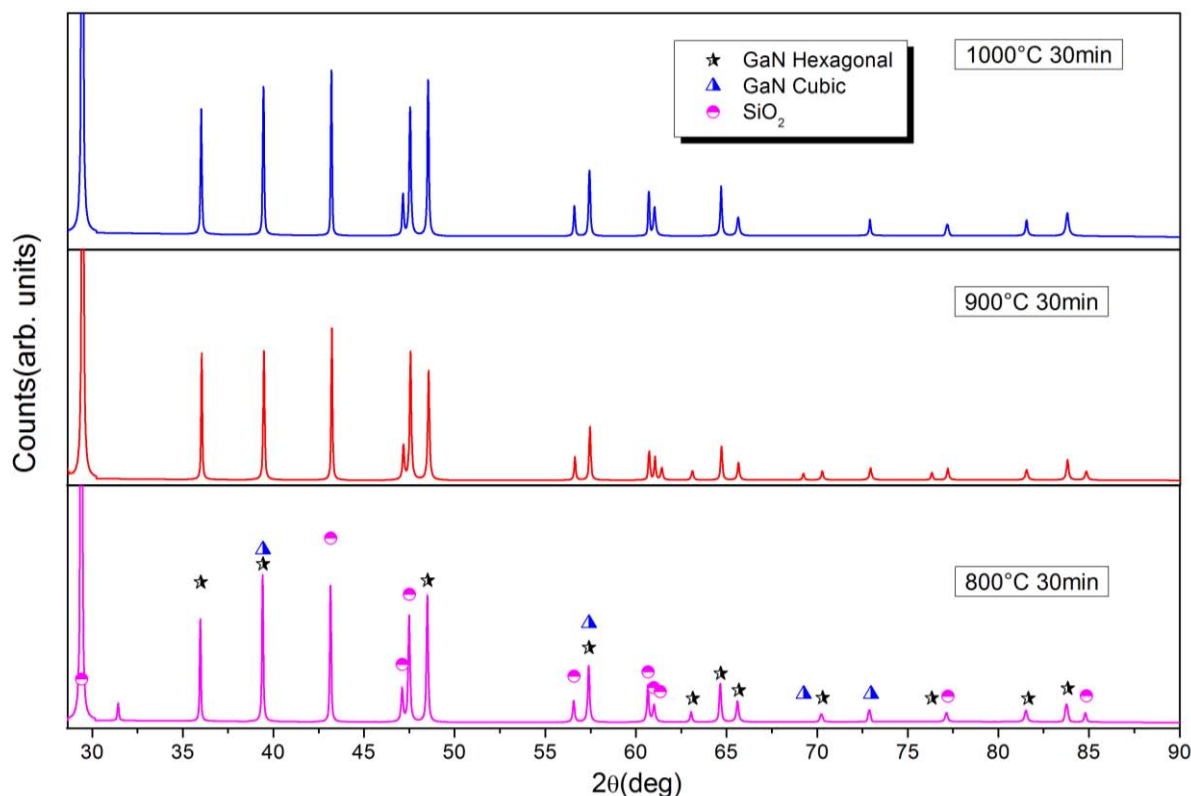 1000°C 30min
GaN Hexagonal
GaN Cubic
SiO₂
900°C 30min
800°C 30min
Counts(arb. units)
30 35 40 45 50 55 60 65 70 75 80 85 90
2θ(deg)